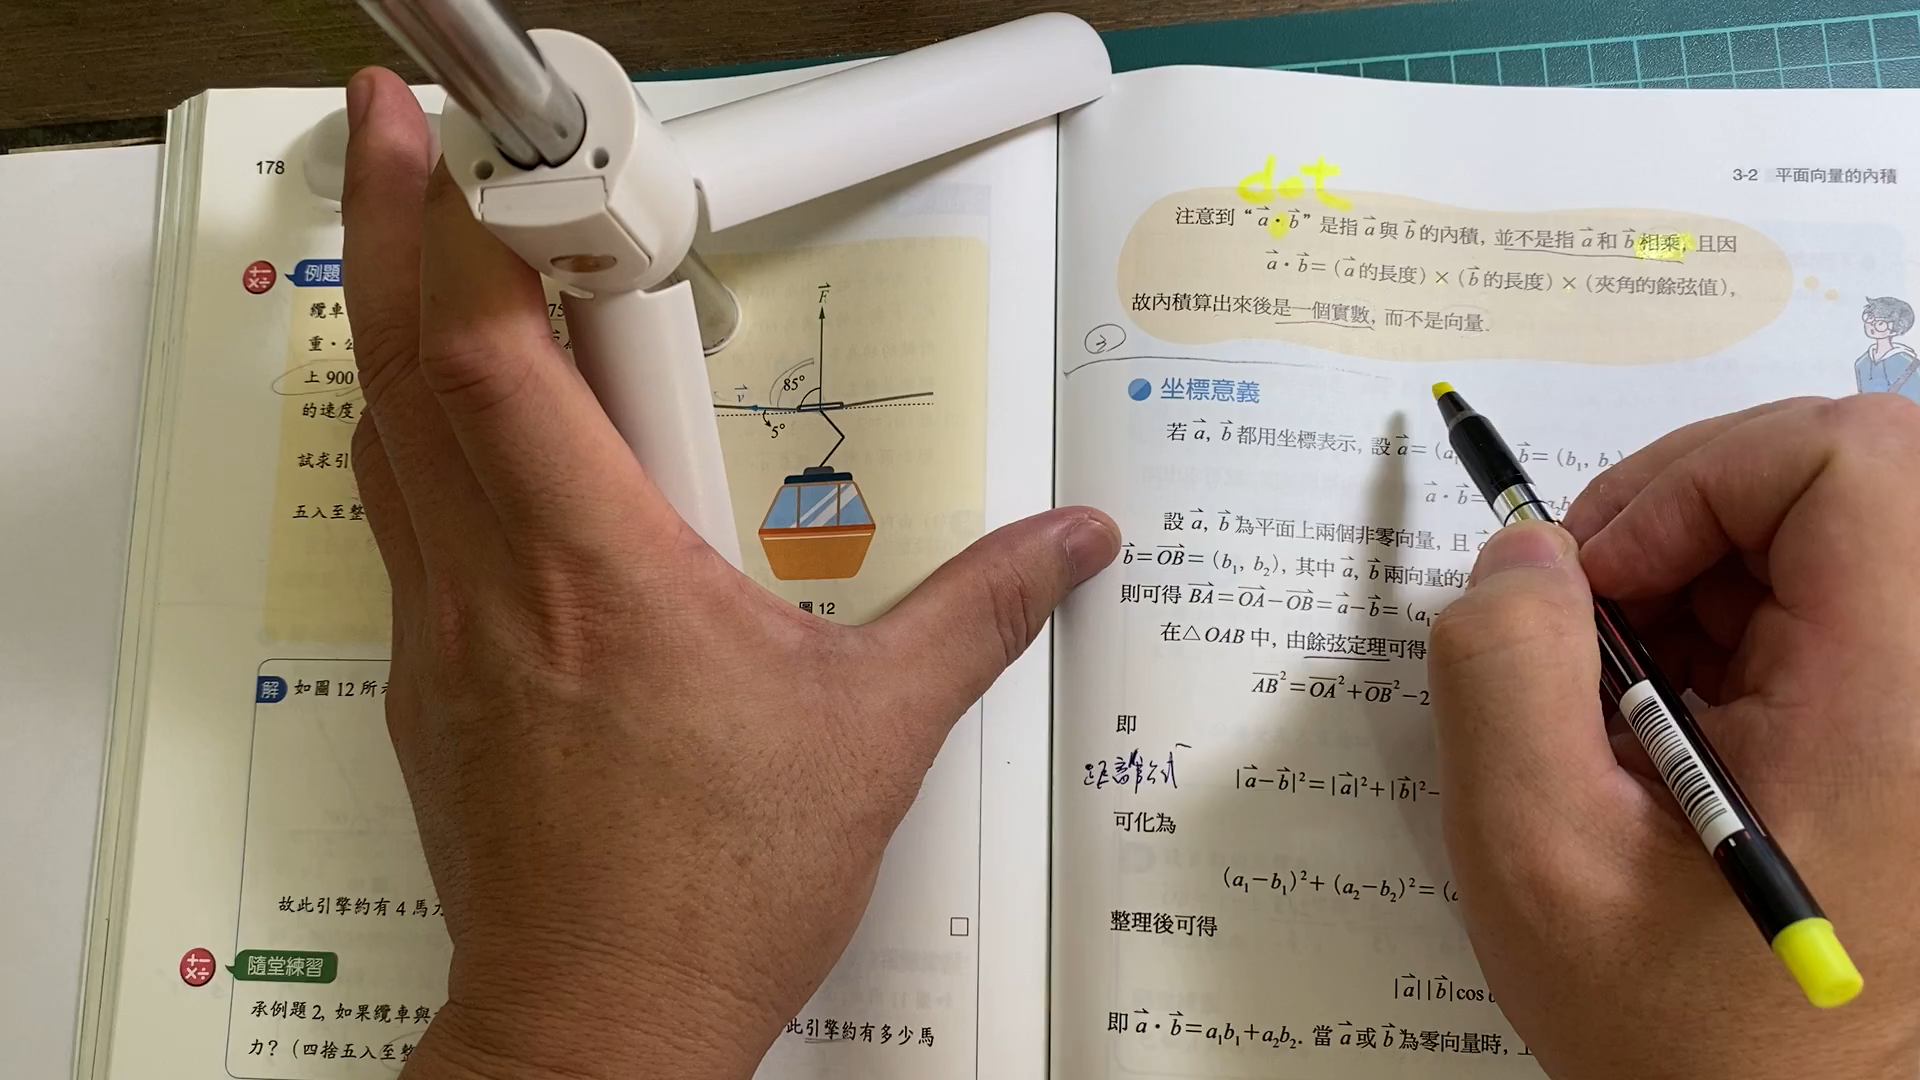 178
例題
纜車
75
重·公
上 900
的速度
試求引
五入至整
F
85°
v
5°
圖 12
解 如圖 12 所示
故此引擎約有 4 馬力
隨堂練習
承例題 2, 如果纜車與
此引擎約有多少馬
力？（四捨五入至整
3-2 平面向量的內積
dot
注意到“a·b”是指 a 與 b 的內積, 並不是指 a 和 b 相乘, 且因
a·b=(a 的長度)×(b 的長度)×(夾角的餘弦值),
故內積算出來後是一個實數, 而不是向量.
坐標意義
若 a, b 都用坐標表示, 設 a=(a₁ b=(b₁, b₂
a·b= a₂b
設 a, b 為平面上兩個非零向量, 且 a
b=OB=(b₁, b₂), 其中 a, b 兩向量的
則可得 BA=OA−OB=a−b=(a₁−
在△OAB 中, 由餘弦定理可得
AB²=OA²+OB²−2
即
距離公式
|a−b|²=|a|²+|b|²−
可化為
(a₁−b₁)²+(a₂−b₂)²=(a
整理後可得
|a||b|cos
即 a·b=a₁b₁+a₂b₂. 當 a 或 b 為零向量時,